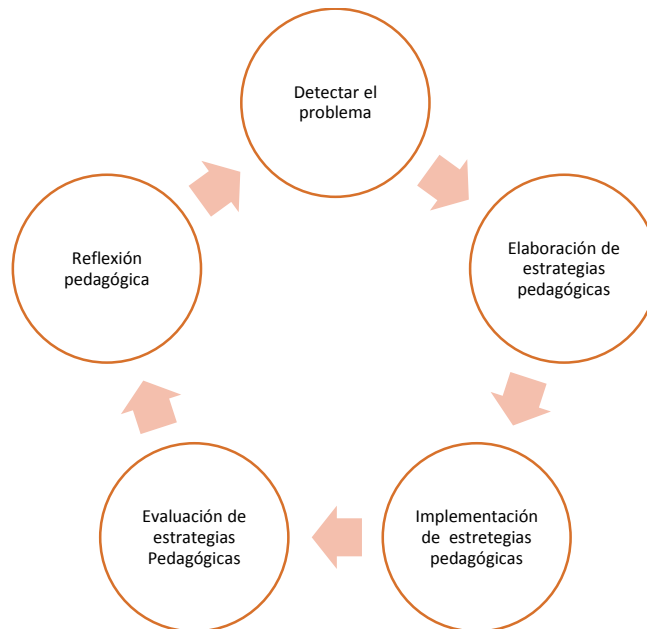 Detectar el
problema
Elaboración de
estrategias
pedagógicas
Implementación
de estretegias
pedagógicas
Evaluación de
estrategias
Pedagógicas
Reflexión
pedagógica